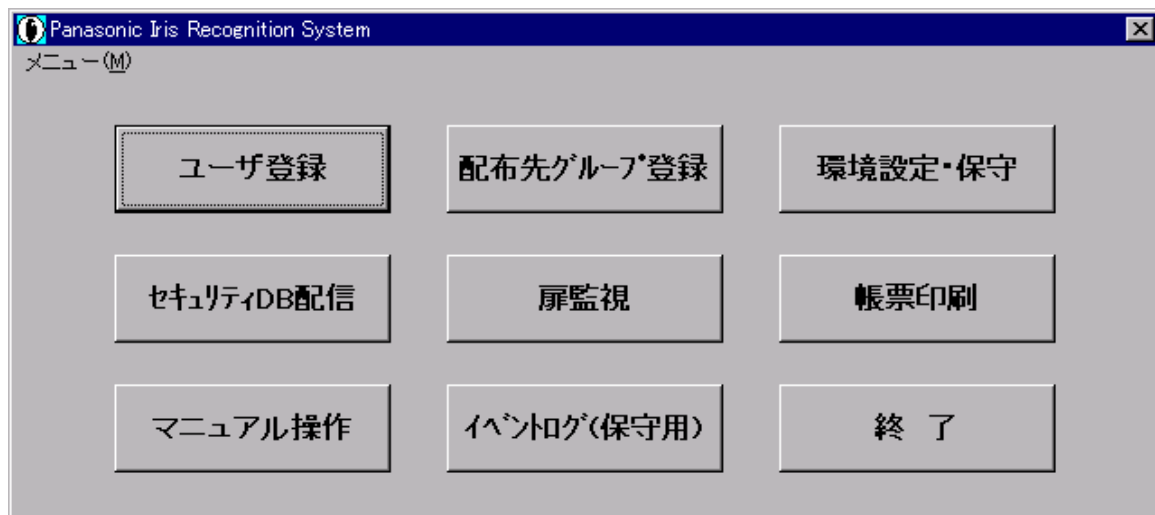 Panasonic Iris Recognition System
メニュー(M)
ユーザ登録
配布先グループ登録
環境設定・保守
セキュリティDB配信
扉監視
帳票印刷
マニュアル操作
イベントログ(保守用)
終 了